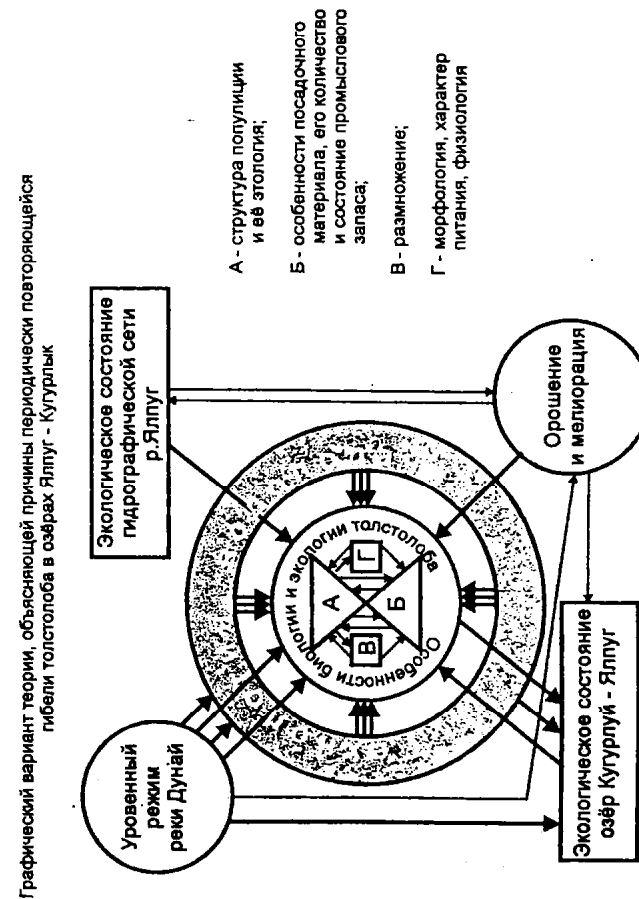 Графический вариант теории, объясняющей причины периодически повторяющейся
гибели толстолоба в озёрах Ялпуг - Кугурлык
Уровенный
режим
реки Дунай
Экологическое состояние
гидрографической сети
р.Ялпуг
Особенности биологии и экологии толстолоба
А
В
Г
Б
Экологическое состояние
озёр Кугурлуй - Ялпуг
Орошение
и мелиорация
А - структура популиции
и её этология;
Б - особенности посадочного
материала, его количество
и состояние промыслового
запаса;
В - размножение;
Г - морфология, характер
питания, физиология